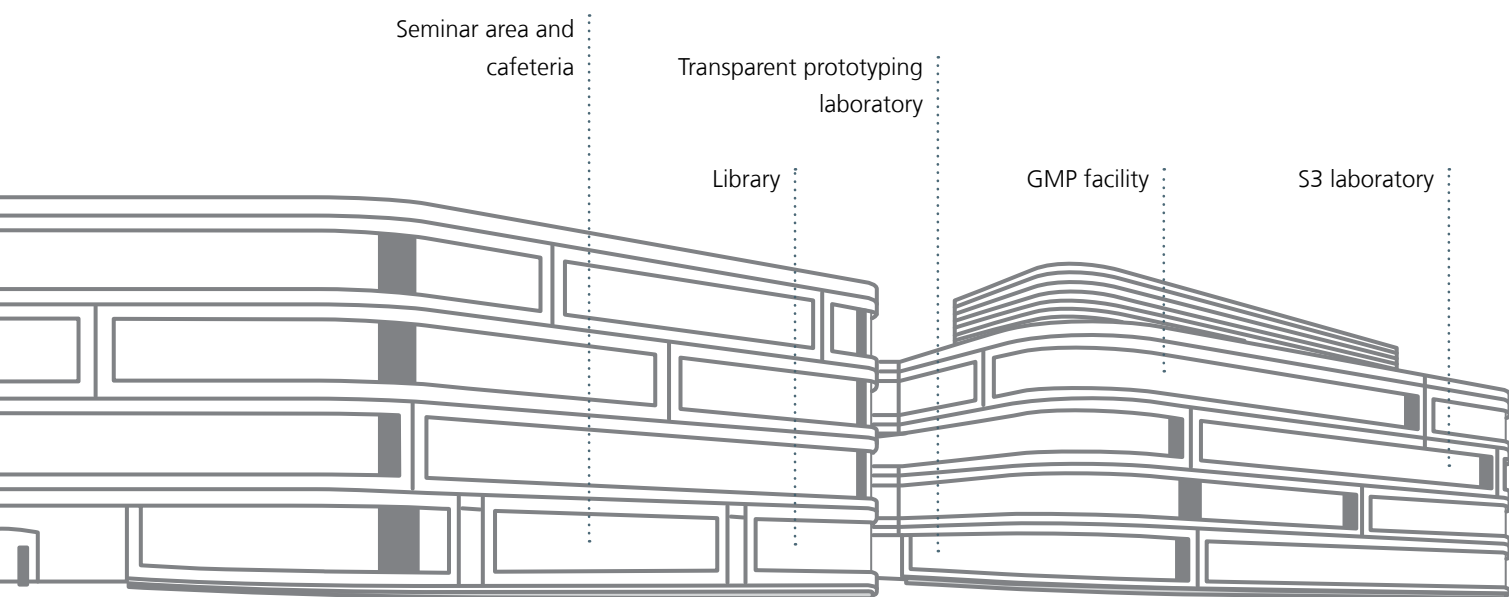 Seminar area and
cafeteria
Transparent prototyping
laboratory
Library
GMP facility
S3 laboratory